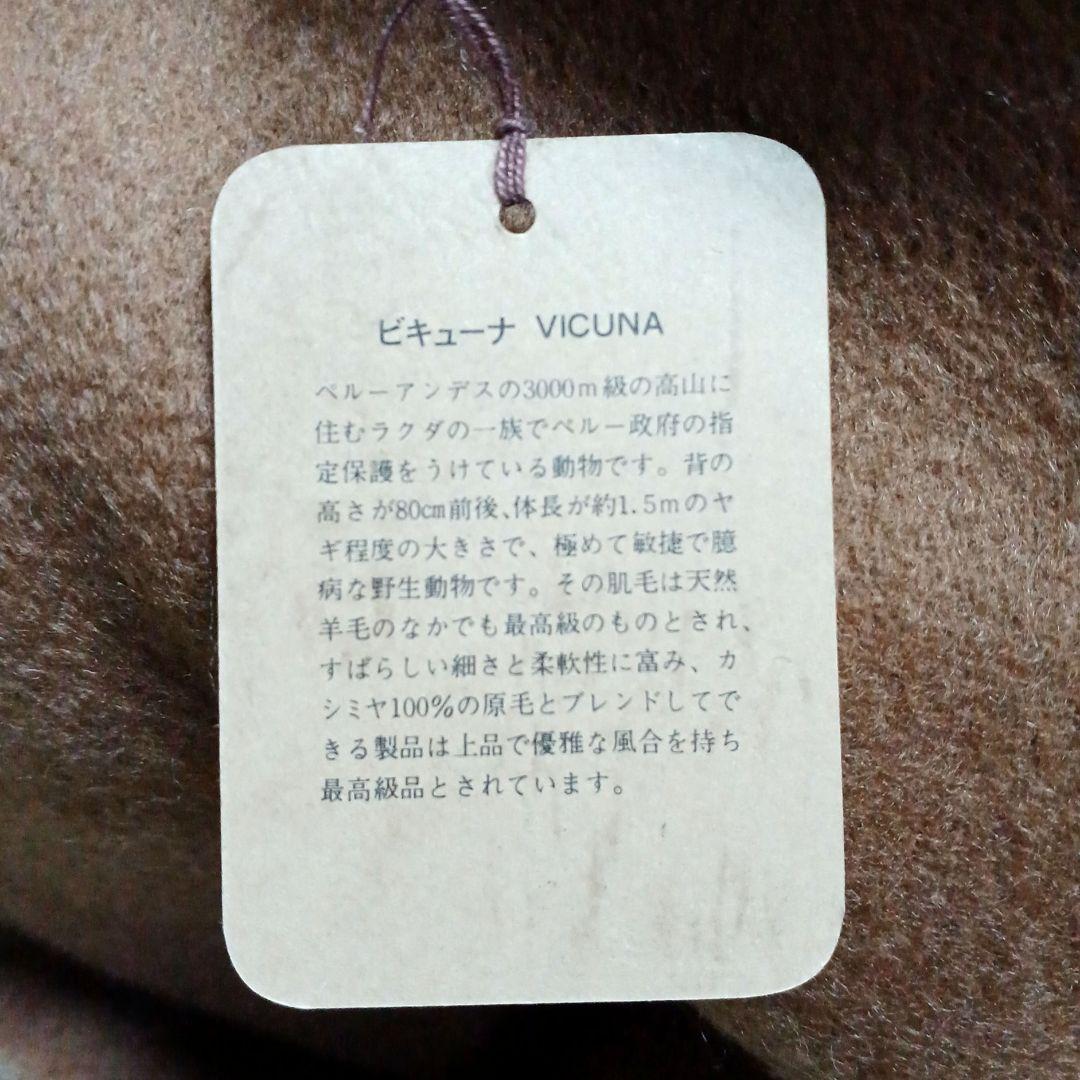 ビキューナ VICUNA
ペルーアンデスの3000m級の高山に
住むラクダの一族でペルー政府の指
定保護をうけている動物です。背の
高さが80㎝前後、体長が約1.5mのヤ
ギ程度の大きさで、極めて敏捷で臆
病な野生動物です。その肌毛は天然
羊毛のなかでも最高級のものとされ、
すばらしい細さと柔軟性に富み、カ
シミヤ100%の原毛とブレンドしてで
きる製品は上品で優雅な風合を持ち
最高級品とされています。